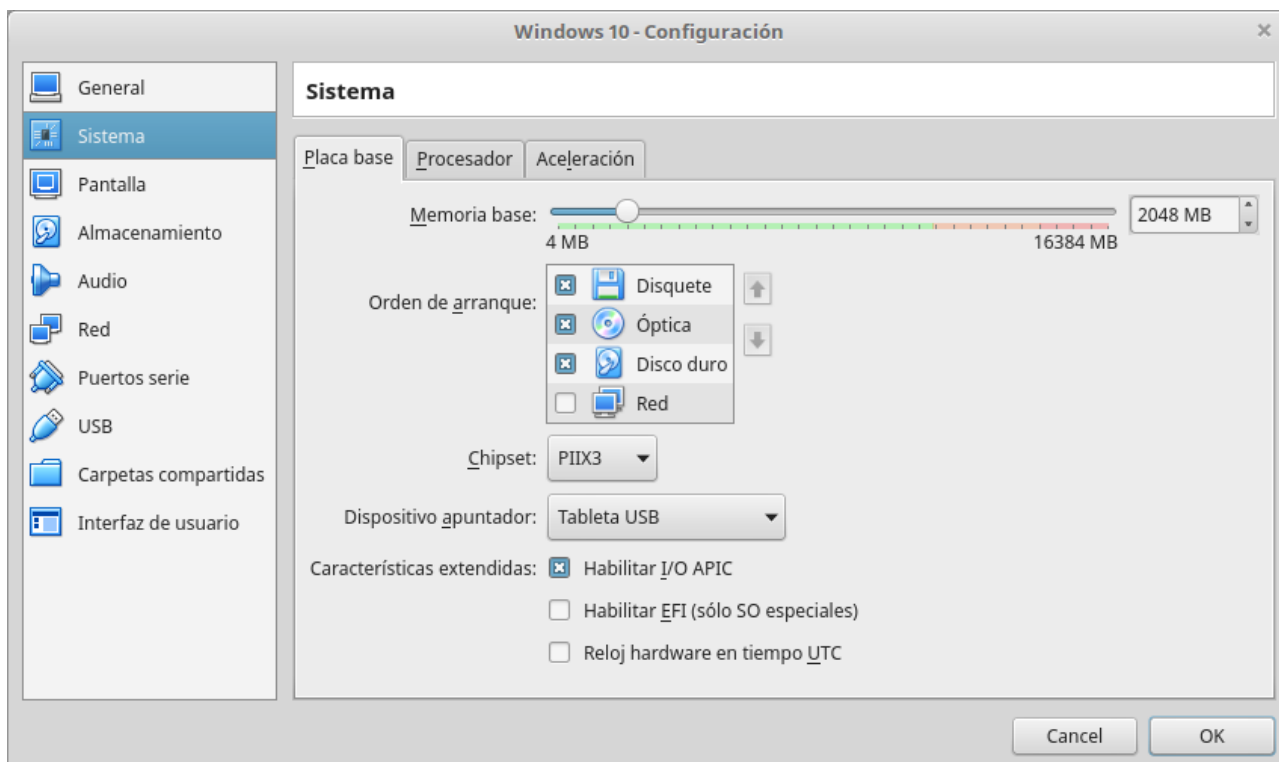 Windows 10 - Configuración
General
Sistema
Pantalla
Almacenamiento
Audio
Red
Puertos serie
USB
Carpetas compartidas
Interfaz de usuario
Sistema
Placa base Procesador Aceleración
Memoria base: 2048 MB
4 MB 16384 MB
Orden de arranque:
Disquete
Óptica
Disco duro
Red
Chipset: PIIX3
Dispositivo apuntador: Tableta USB
Características extendidas: Habilitar I/O APIC
Habilitar EFI (sólo SO especiales)
Reloj hardware en tiempo UTC
Cancel OK